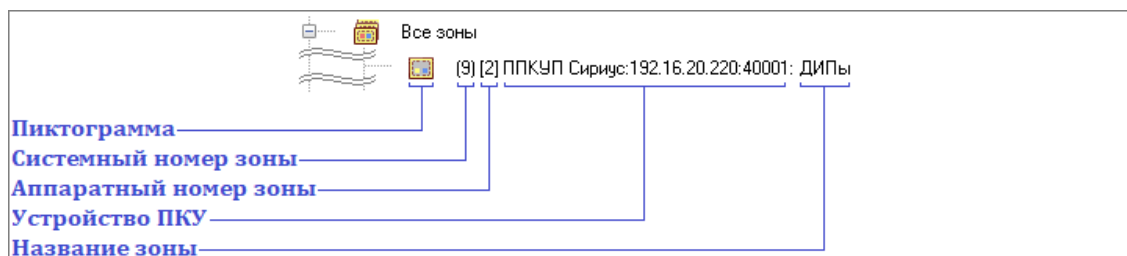 Все зоны
(9) [2] ППКУП Сириус:192.16.20.220:40001: ДИПы
Пиктограмма
Системный номер зоны
Аппаратный номер зоны
Устройство ПКУ
Название зоны